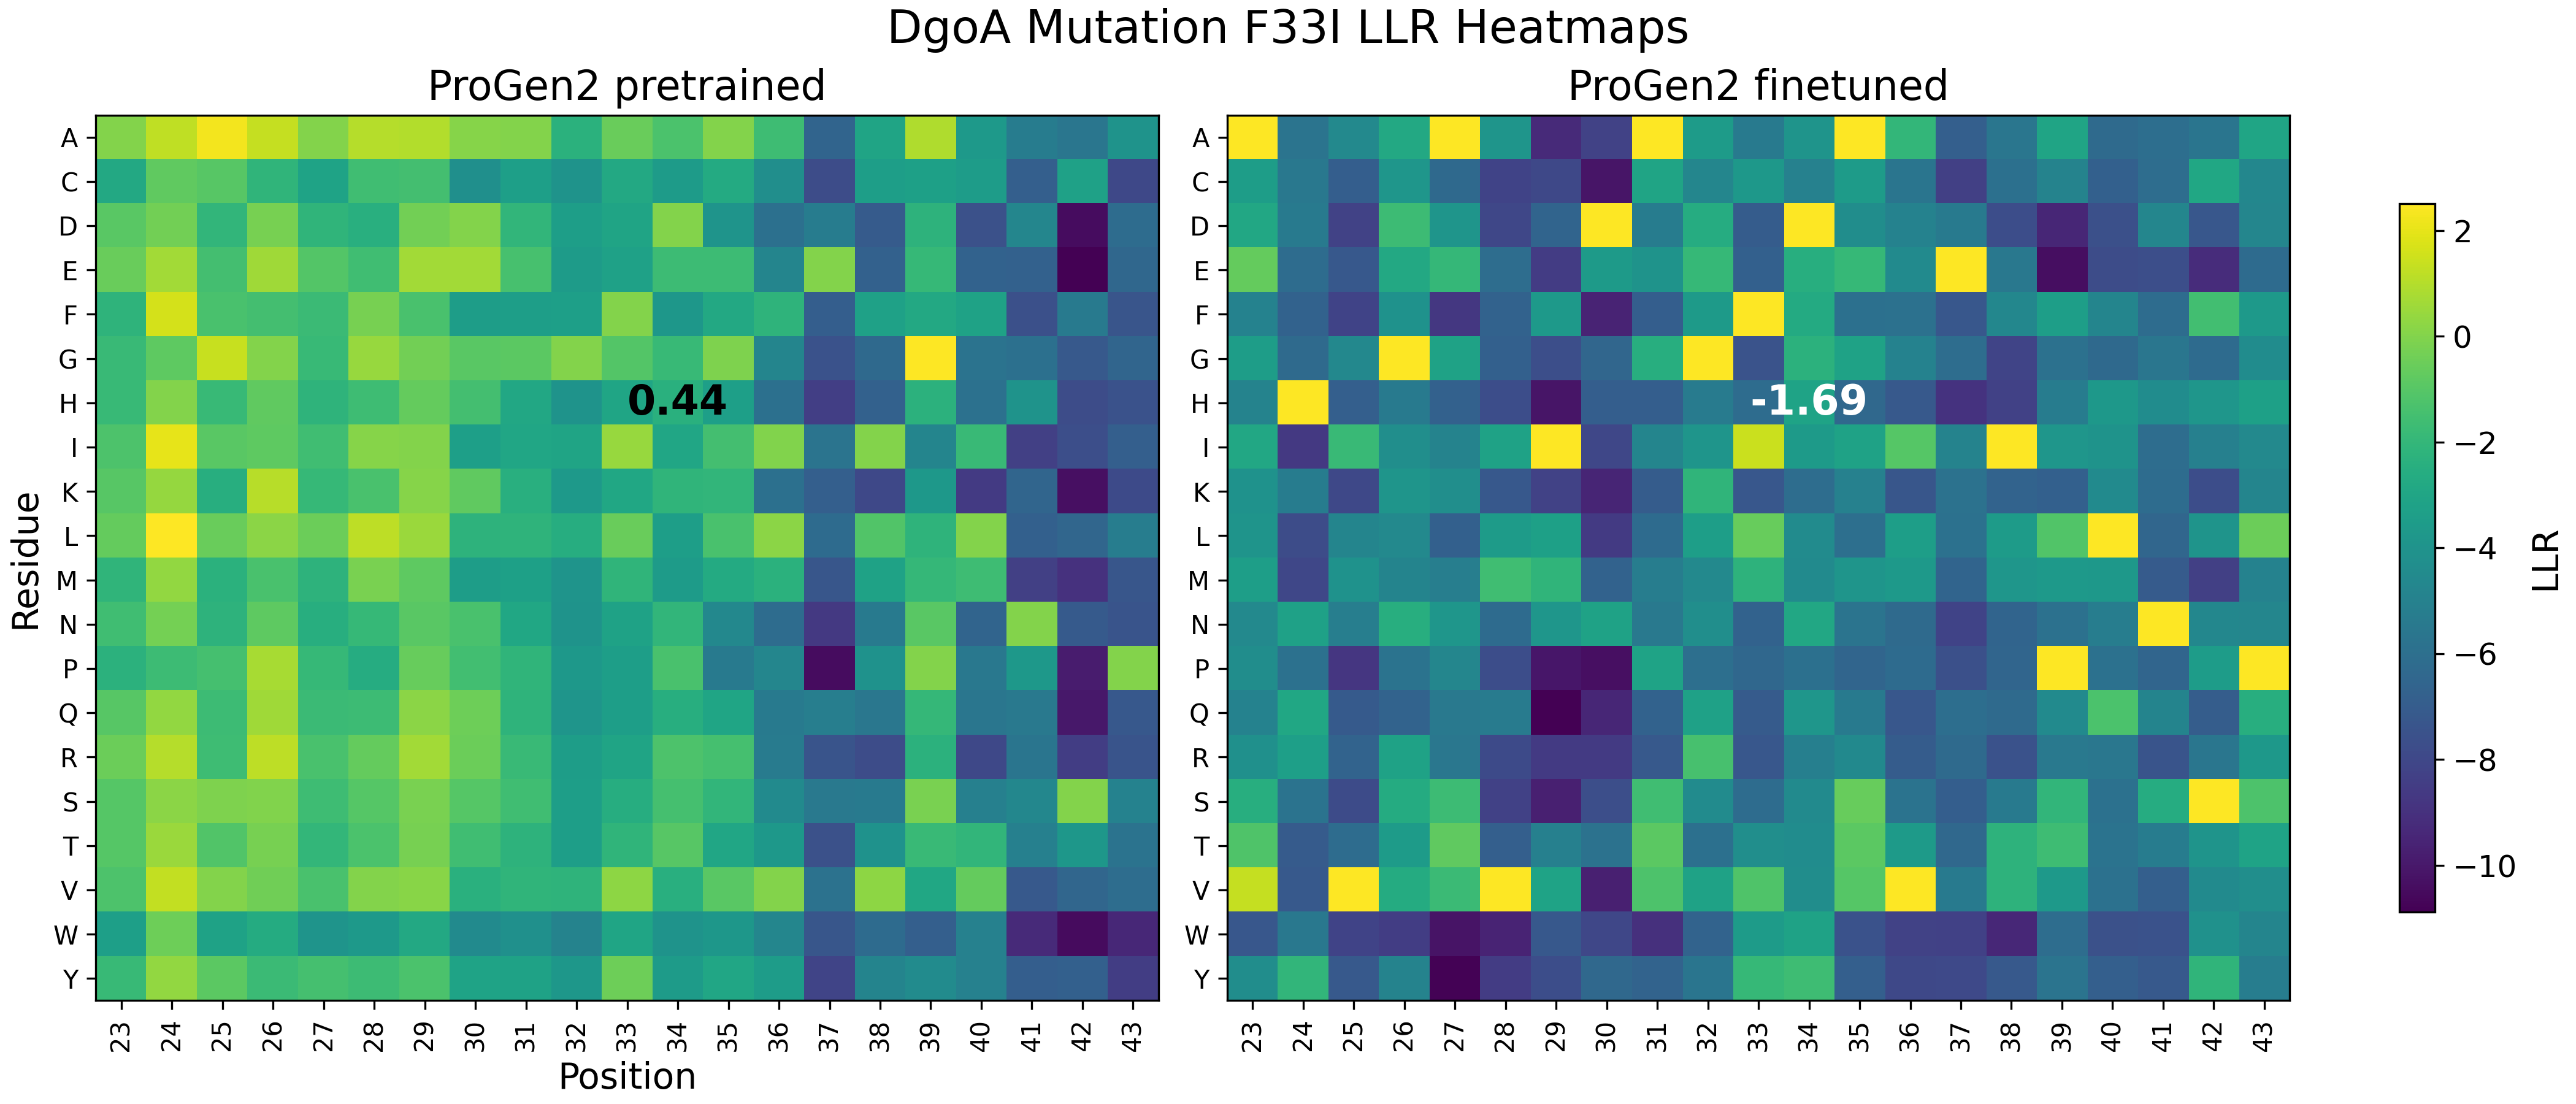 DgoA Mutation F33I LLR Heatmaps
ProGen2 pretrained
A
C
D
E
F
G
H
I
K
L
M
N
P
Q
R
S
T
V
W
Y
Residue
0.44
23 24 25 26 27 28 29 30 31 32 33 34 35 36 37 38 39 40 41 42 43
Position
ProGen2 finetuned
A
C
D
E
F
G
H
I
K
L
M
N
P
Q
R
S
T
V
W
Y
-1.69
23 24 25 26 27 28 29 30 31 32 33 34 35 36 37 38 39 40 41 42 43
2
0
−2
−4
−6
−8
−10
LLR